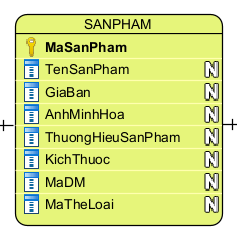 SANPHAM
MaSanPham
TenSanPham N
GiaBan N
AnhMinhHoa N
ThuongHieuSanPham N
KichThuoc N
MaDM N
MaTheLoai N